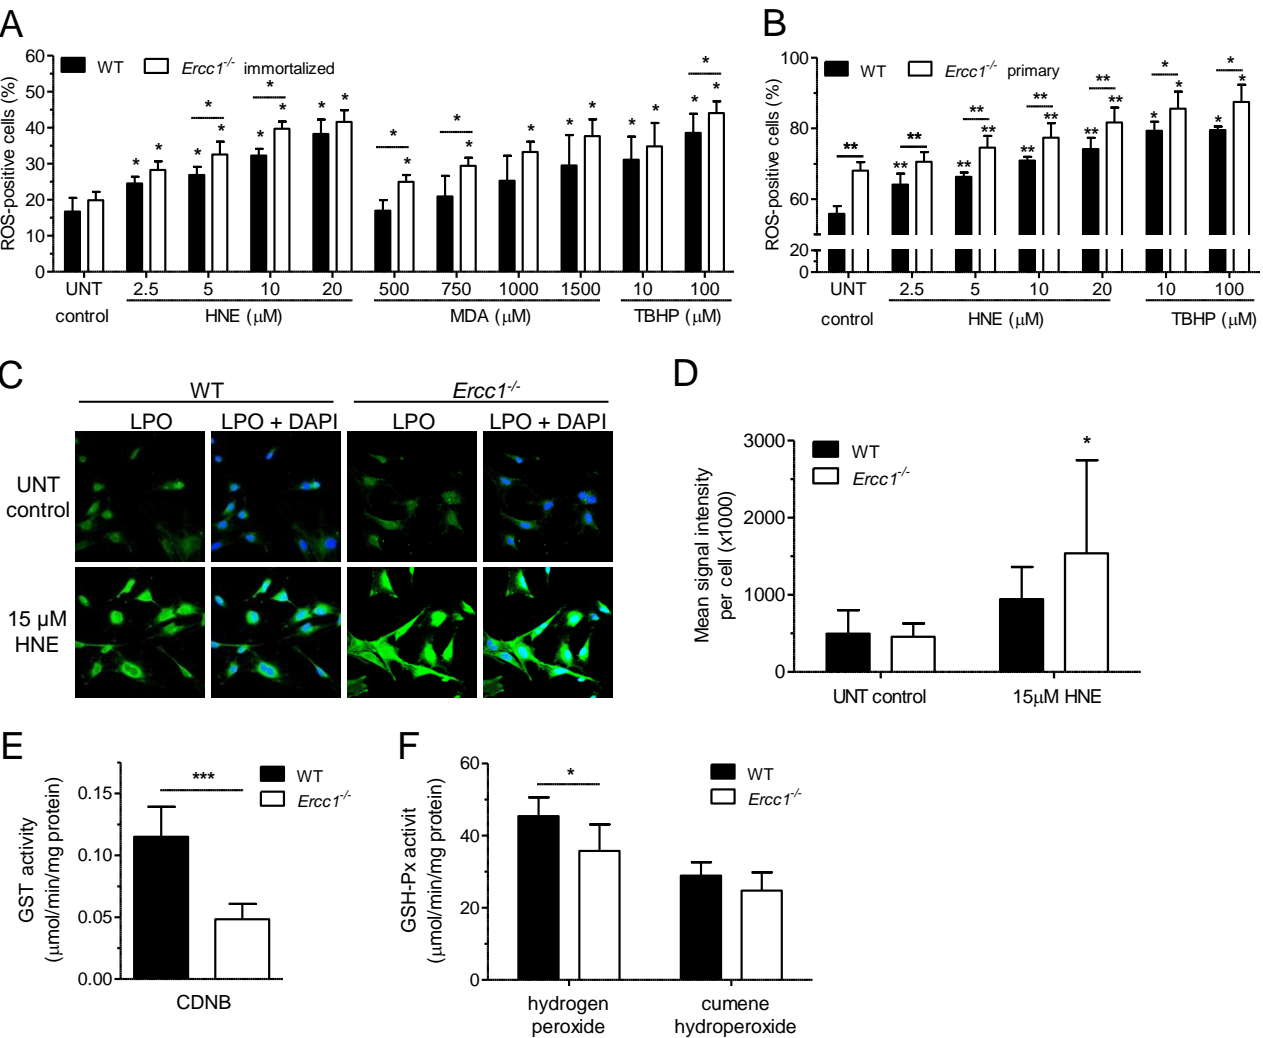 A
ROS-positive cells (%)
60
50
40
30
20
10
0
WT
Ercc1-/- immortalized
* * * * * * * * * * * * * * * * * * *
UNT 2.5 5 10 20 500 750 1000 1500 10 100
control HNE (μM) MDA (μM) TBHP (μM)
B
ROS-positive cells (%)
100
80
60
20
0
WT
Ercc1-/- primary
** ** ** ** ** ** ** ** ** ** ** ** * * * * * *
UNT 2.5 5 10 20 10 100
control HNE (μM) TBHP (μM)
C
WT Ercc1-/-
LPO LPO + DAPI LPO LPO + DAPI
UNT
control
15 μM
HNE
D
Mean signal intensity
per cell (x1000)
3000
2000
1000
0
WT
Ercc1-/-
*
UNT control 15μM HNE
E
GST activity
(μmol/min/mg protein)
0.15
0.10
0.05
0.00
***
WT
Ercc1-/-
CDNB
F
GSH-Px activit
(μmol/min/mg protein)
60
40
20
0
*
WT
Ercc1-/-
hydrogen
peroxide
cumene
hydroperoxide